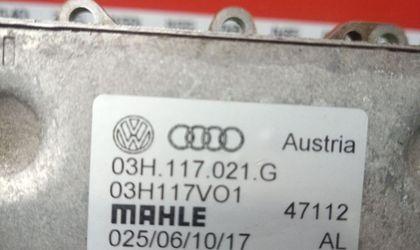 Austria
03H.117.021.G
03H117VO1
MAHLE 47112
025/06/10/17 AL